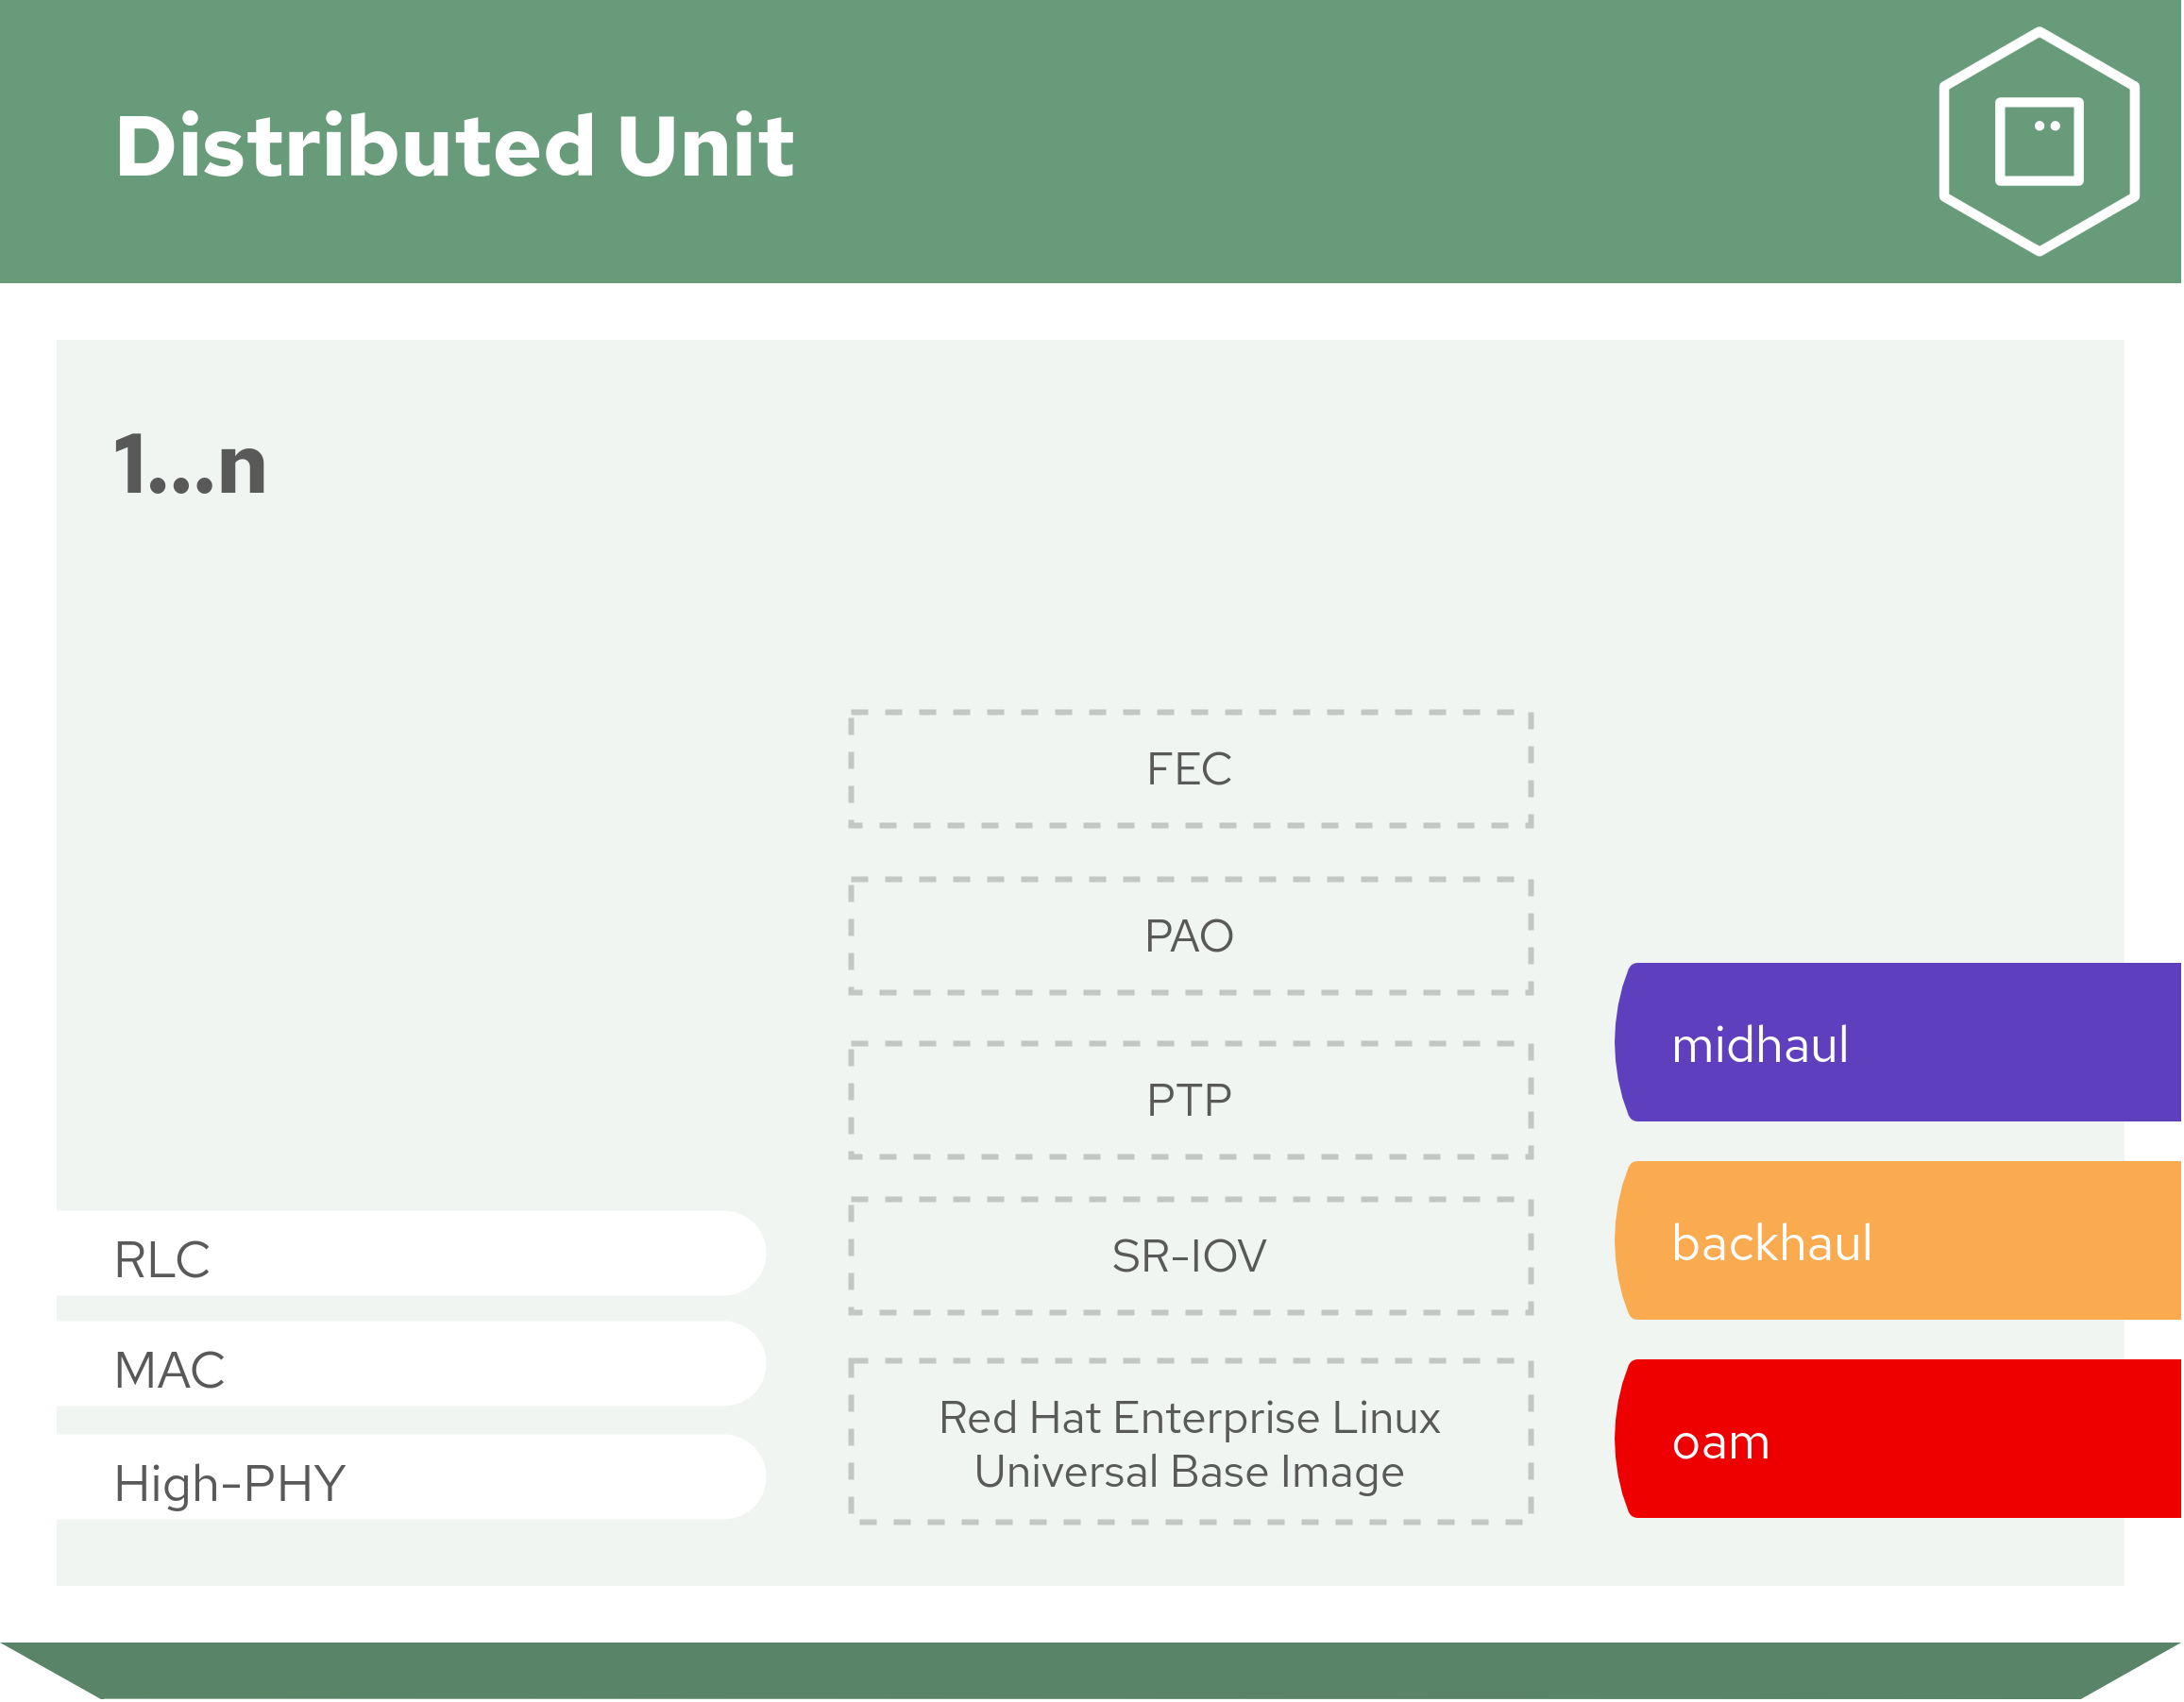 Distributed Unit
1...n
FEC
PAO
PTP
SR-IOV
Red Hat Enterprise Linux
Universal Base Image
RLC
MAC
High-PHY
midhaul
backhaul
oam